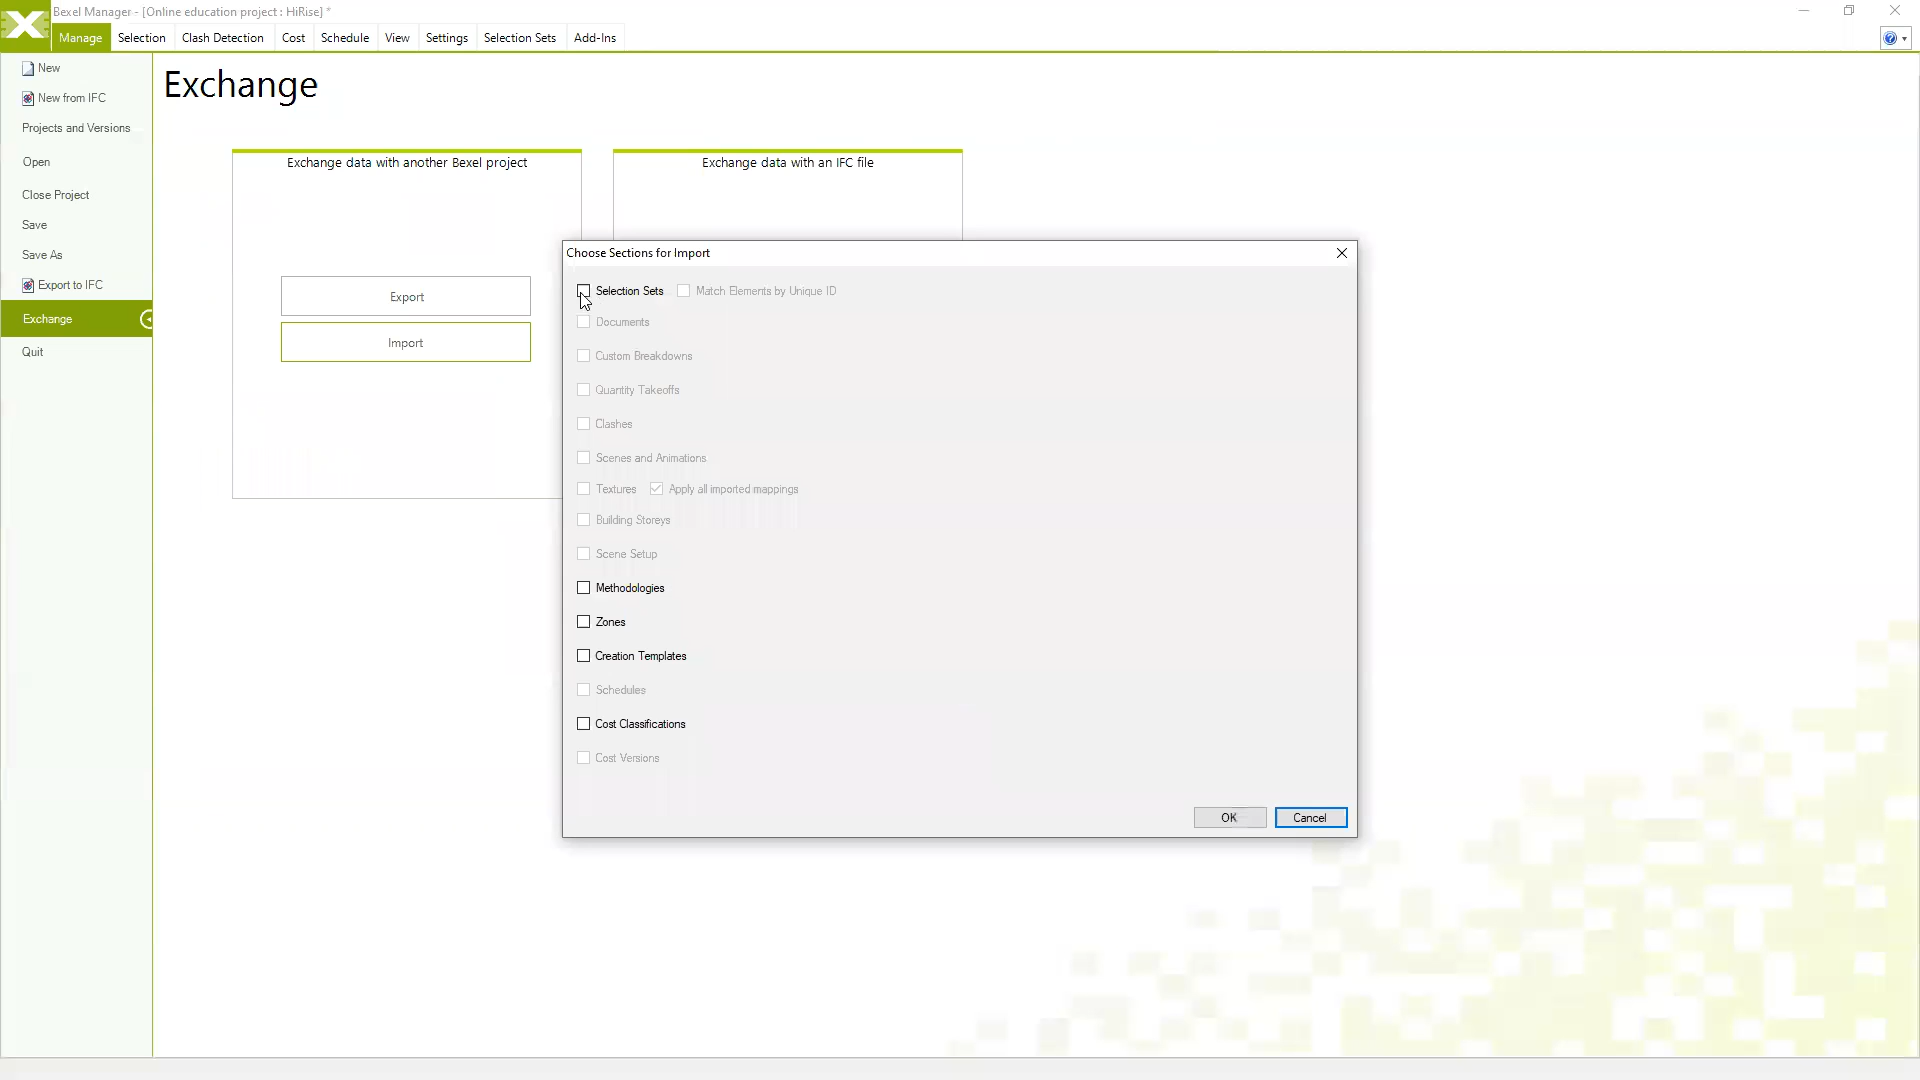 Bexel Manager - [Online education project : HiRise] *
Manage Selection Clash Detection Cost Schedule View Settings Selection Sets Add-Ins
New
New from IFC
Projects and Versions
Open
Close Project
Save
Save As
Export to IFC
Exchange
Quit
Exchange
Exchange data with another Bexel project
Export
Import
Exchange data with an IFC file
Choose Sections for Import
Selection Sets Match Elements by Unique ID
Documents
Custom Breakdowns
Quantity Takeoffs
Clashes
Scenes and Animations
Textures Apply all imported mappings
Building Storeys
Scene Setup
Methodologies
Zones
Creation Templates
Schedules
Cost Classifications
Cost Versions
OK Cancel